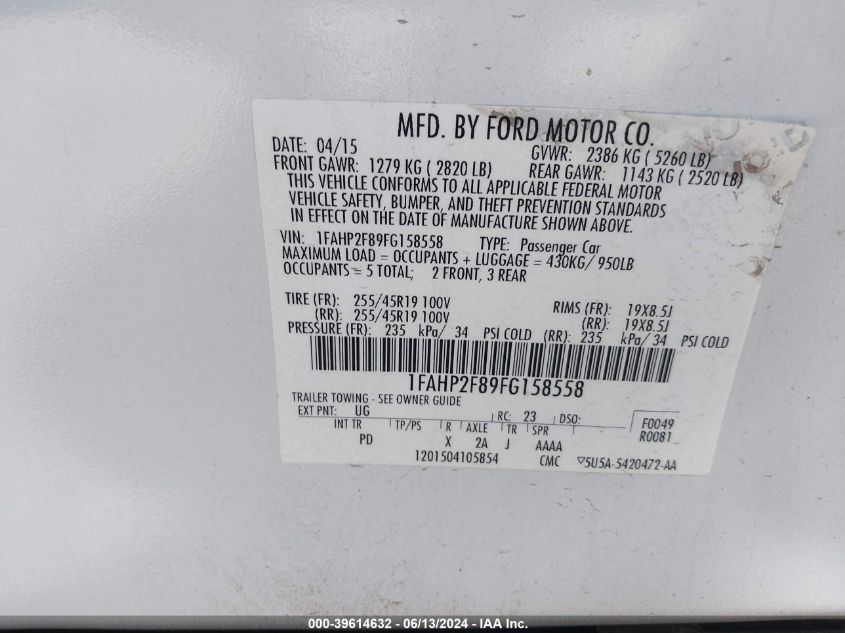 MFD. BY FORD MOTOR CO.
DATE: 04/15 GVWR: 2386 KG ( 5260 LB)
FRONT GAWR: 1279 KG ( 2820 LB) REAR GAWR: 1143 KG ( 2520 LB)
THIS VEHICLE CONFORMS TO ALL APPLICABLE FEDERAL MOTOR
VEHICLE SAFETY, BUMPER, AND THEFT PREVENTION STANDARDS
IN EFFECT ON THE DATE OF MANUFACTURE SHOWN ABOVE.
VIN: 1FAHP2F89FG158558 TYPE: Passenger Car
MAXIMUM LOAD = OCCUPANTS + LUGGAGE = 430KG/ 950LB
OCCUPANTS = 5 TOTAL; 2 FRONT, 3 REAR
TIRE (FR): 255/45R19 100V RIMS (FR): 19X8.5J
(RR): 255/45R19 100V (RR): 19X8.5J
PRESSURE (FR): 235 kPa/ 34 PSI COLD (RR): 235 kPa/ 34 PSI COLD
1FAHP2F89FG158558
TRAILER TOWING - SEE OWNER GUIDE
EXT PNT: UG RC: 23 DSO: F0049
INT TR TP/PS R AXLE TR SPR R0081
PD X 2A J AAAA
1201504105854 CMC ▽5U5A-5420472-AA
000-39614632 - 06/13/2024 - IAA Inc.